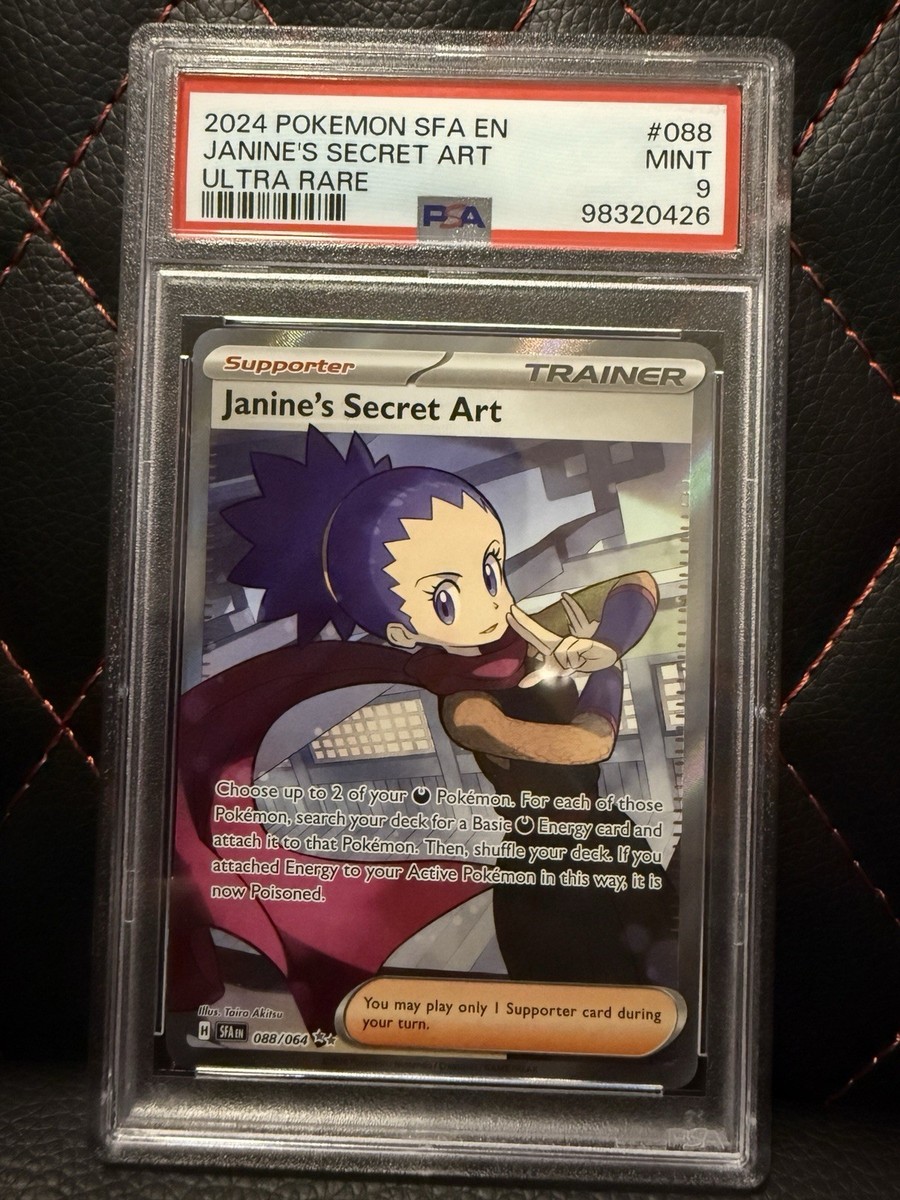 2024 POKEMON SFA EN #088
JANINE'S SECRET ART MINT
ULTRA RARE 9
PSA 98320426
Supporter TRAINER
Janine's Secret Art
Choose up to 2 of your Pokémon. For each of those
Pokémon, search your deck for a Basic Energy card and
attach it to that Pokémon. Then, shuffle your deck. If you
attached Energy to your Active Pokémon in this way, it is
now Poisoned.
Illus. Taira Akitsu
H SFA EN 088/064
You may play only 1 Supporter card during
your turn.
PSA